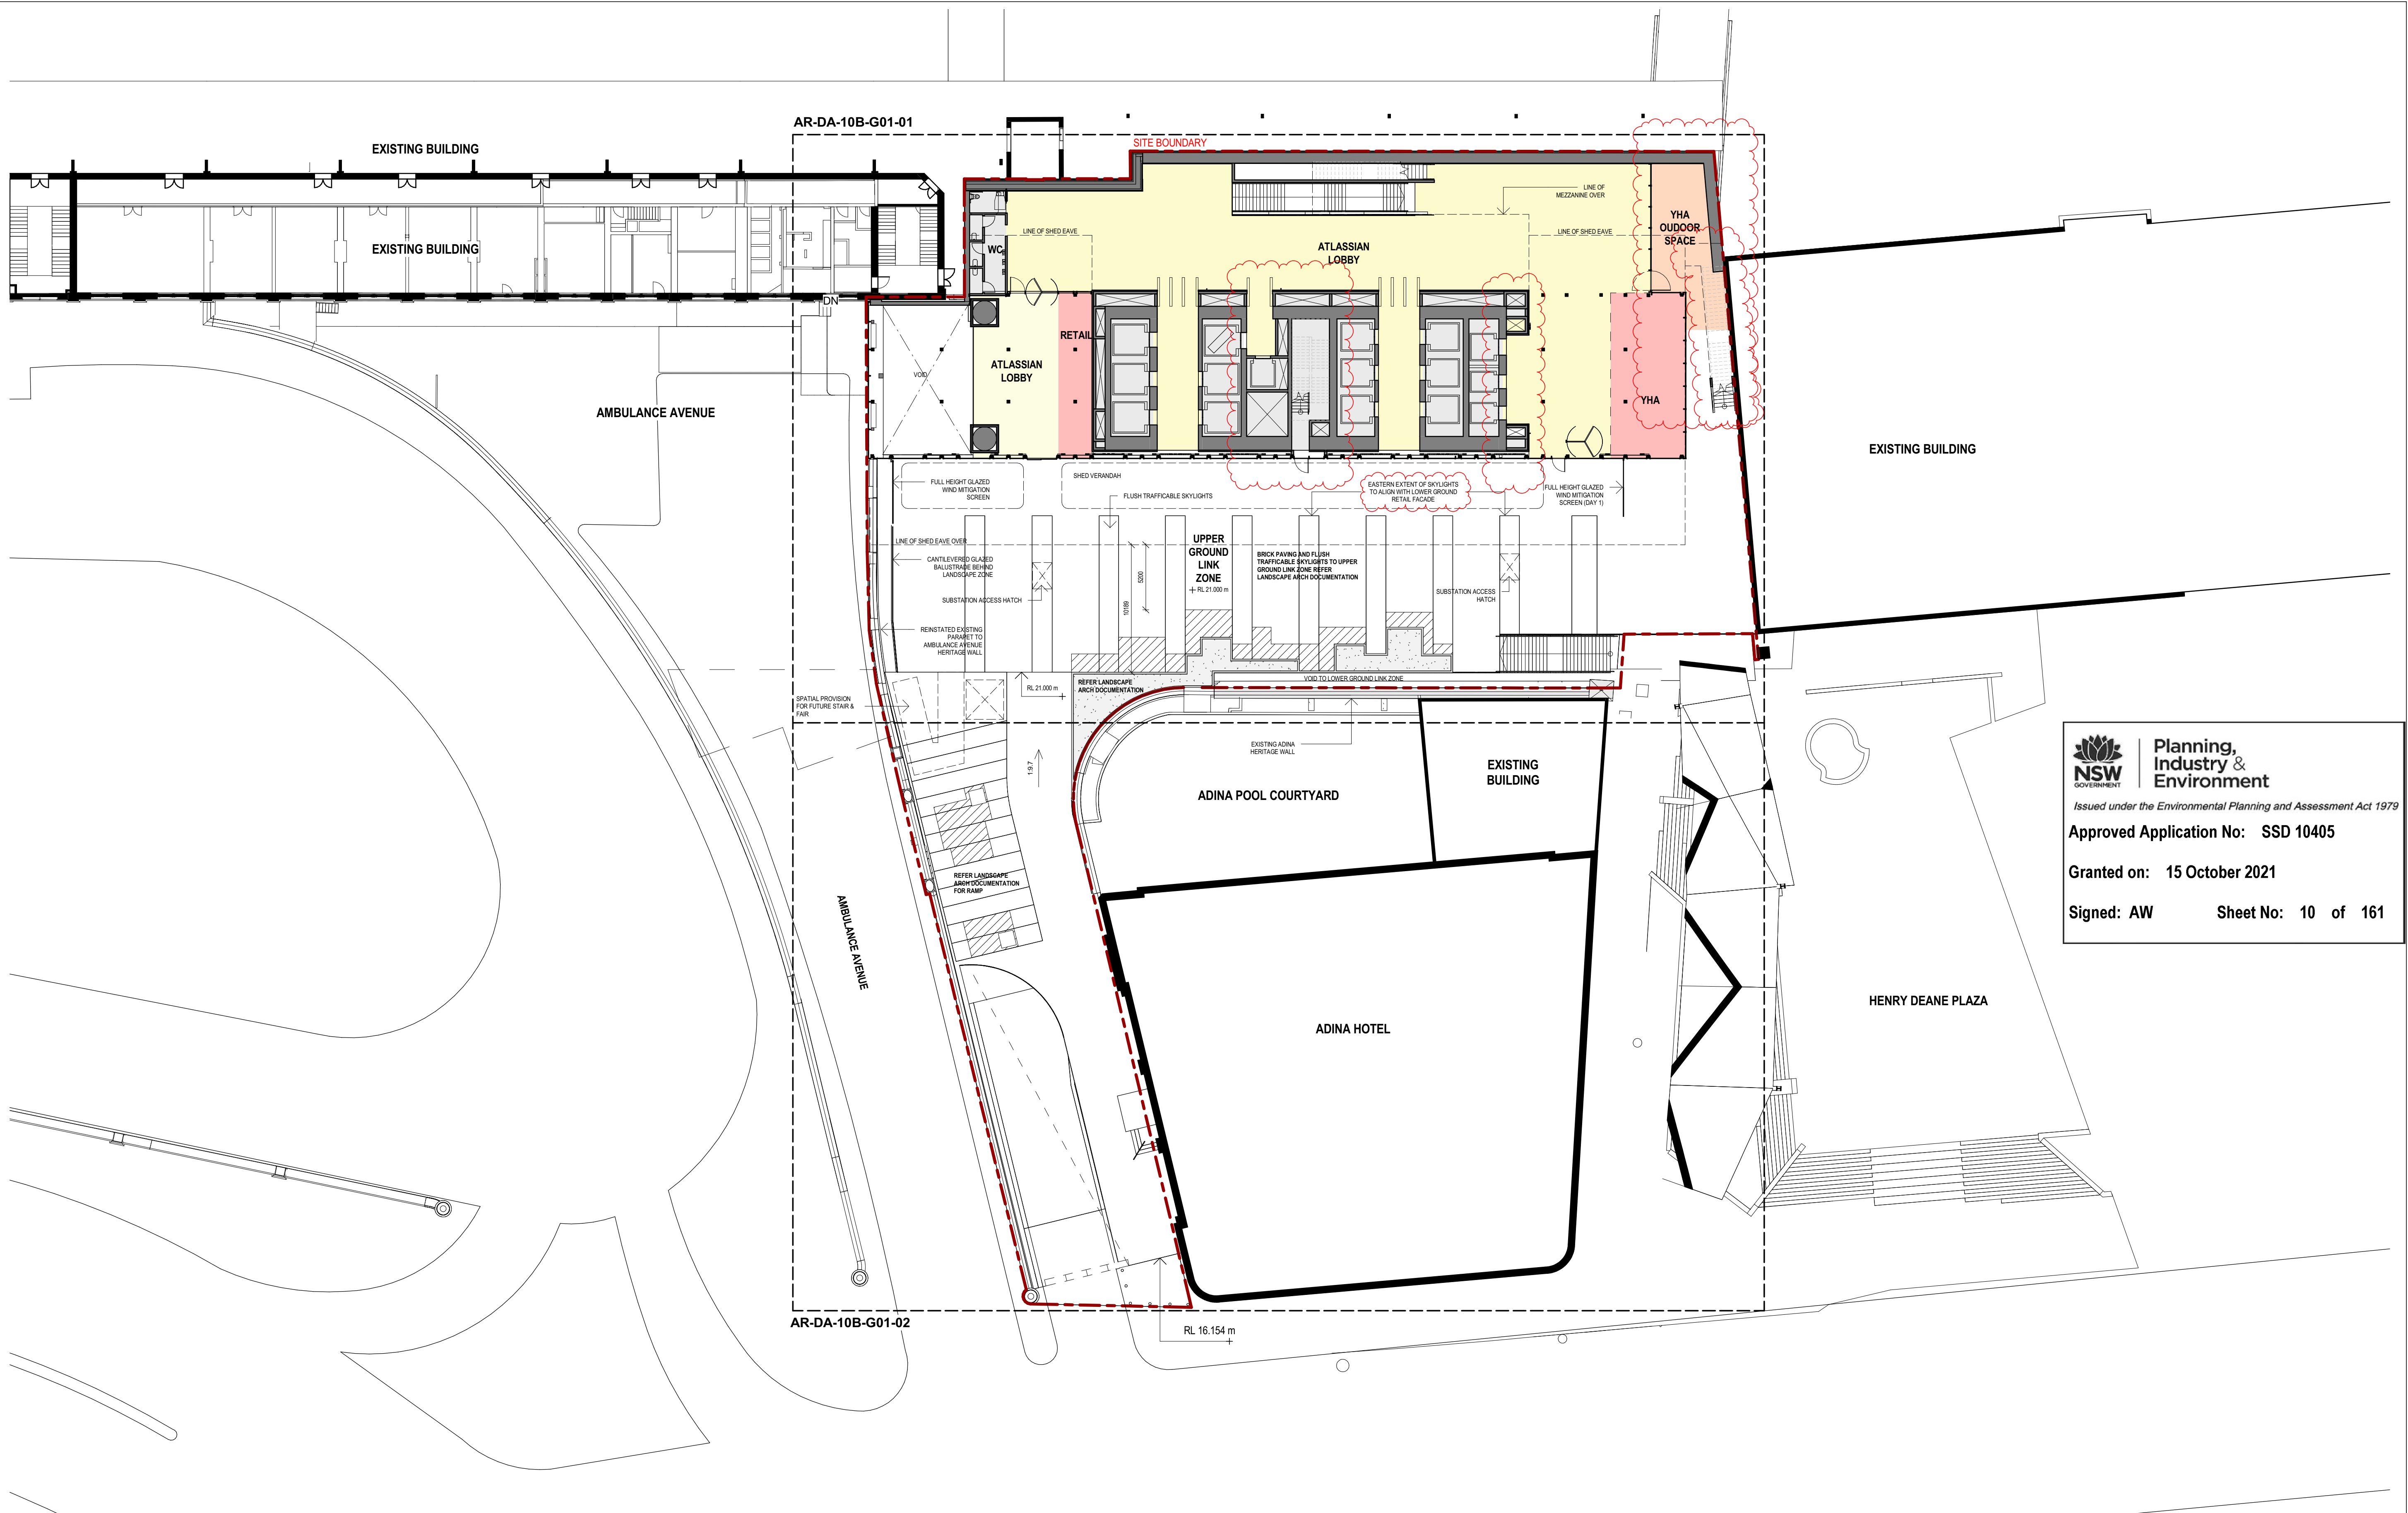 AR-DA-10B-G01-01
SITE BOUNDARY
EXISTING BUILDING
EXISTING BUILDING
LINE OF
MEZZANINE OVER
YHA
OUDOOR
SPACE
LINE OF SHED EAVE
WC
ATLASSIAN
LOBBY
LINE OF SHED EAVE
DN
RETAIL
ATLASSIAN
LOBBY
VOID
YHA
AMBULANCE AVENUE
EXISTING BUILDING
SHED VERANDAH
FULL HEIGHT GLAZED
WIND MITIGATION
SCREEN
FLUSH TRAFFICABLE SKYLIGHTS
EASTERN EXTENT OF SKYLIGHTS
TO ALIGN WITH LOWER GROUND
RETAIL FACADE
FULL HEIGHT GLAZED
WIND MITIGATION
SCREEN (DAY 1)
LINE OF SHED EAVE OVER
CANTILEVERED GLAZED
BALUSTRADE BEHIND
LANDSCAPE ZONE
UPPER
GROUND
LINK
ZONE
RL 21.000 m
BRICK PAVING AND FLUSH
TRAFFICABLE SKYLIGHTS TO UPPER
GROUND LINK ZONE REFER
LANDSCAPE ARCH DOCUMENTATION
5200
10189
SUBSTATION ACCESS HATCH
SUBSTATION ACCESS
HATCH
REINSTATED EXISTING
PARAPET TO
AMBULANCE AVENUE
HERITAGE WALL
RL 21.000 m
REFER LANDSCAPE
ARCH DOCUMENTATION
VOID TO LOWER GROUND LINK ZONE
SPATIAL PROVISION
FOR FUTURE STAIR &
FAIR
EXISTING ADINA
HERITAGE WALL
1:9.7
ADINA POOL COURTYARD
EXISTING
BUILDING
REFER LANDSCAPE
ARCH DOCUMENTATION
FOR RAMP
AMBULANCE AVENUE
ADINA HOTEL
HENRY DEANE PLAZA
AR-DA-10B-G01-02
RL 16.154 m
NSW
GOVERNMENT
Planning,
Industry &
Environment
Issued under the Environmental Planning and Assessment Act 1979
Approved Application No: SSD 10405
Granted on: 15 October 2021
Signed: AW Sheet No: 10 of 161